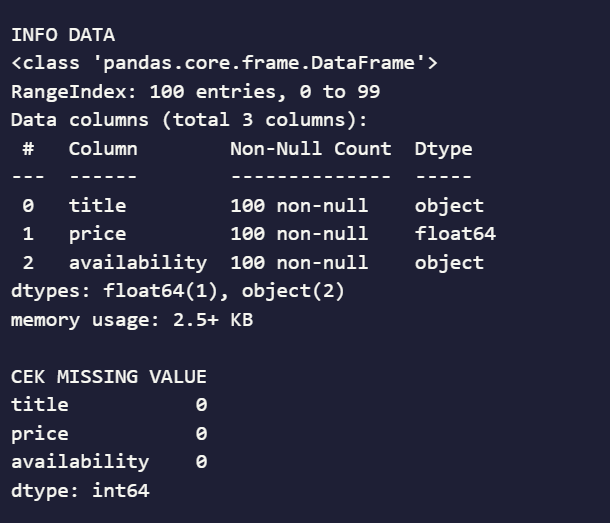 INFO DATA
<class 'pandas.core.frame.DataFrame'>
RangeIndex: 100 entries, 0 to 99
Data columns (total 3 columns):
 #   Column        Non-Null Count  Dtype
---  ------        --------------  -----
 0   title         100 non-null    object
 1   price         100 non-null    float64
 2   availability  100 non-null    object
dtypes: float64(1), object(2)
memory usage: 2.5+ KB

CEK MISSING VALUE
title           0
price           0
availability    0
dtype: int64